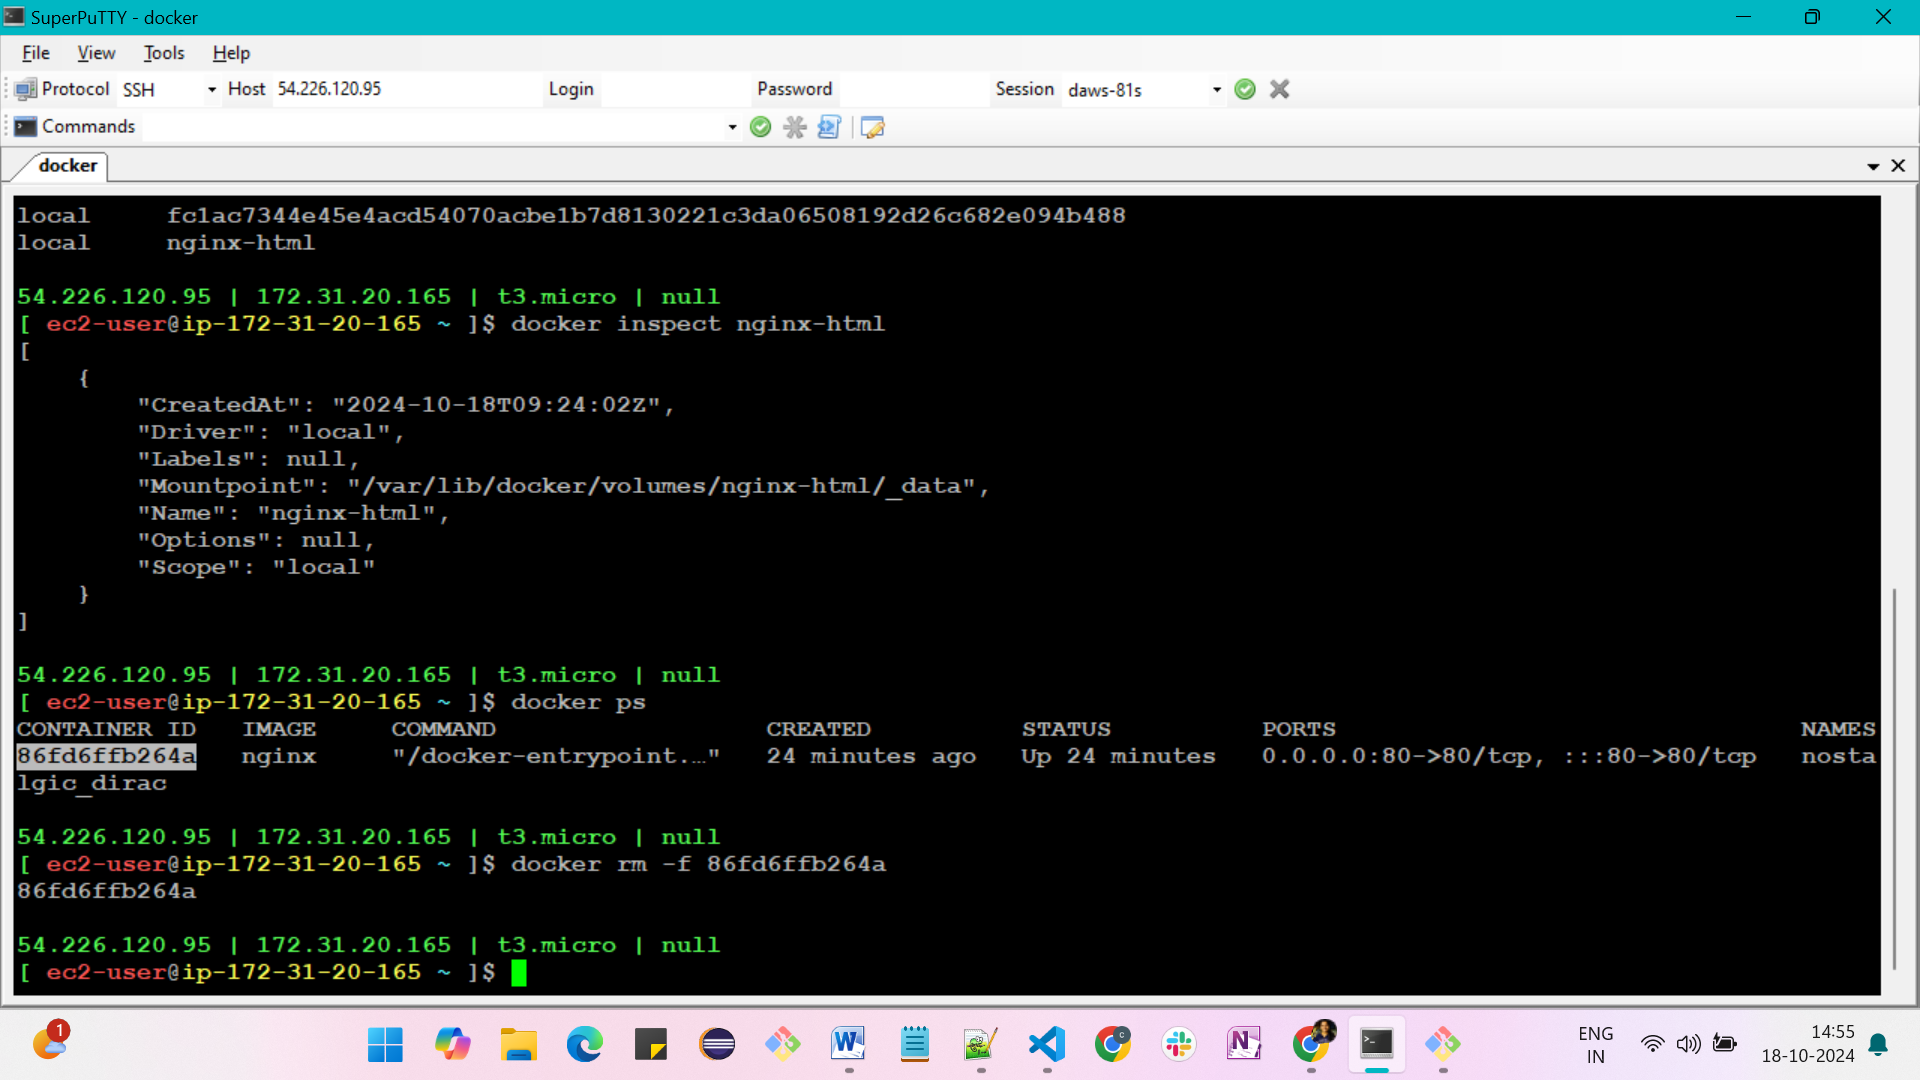 SuperPuTTY - docker
File View Tools Help
Protocol SSH Host 54.226.120.95 Login Password Session daws-81s
Commands
docker
local     fc1ac7344e45e4acd54070acbe1b7d8130221c3da06508192d26c682e094b488
local     nginx-html
54.226.120.95 | 172.31.20.165 | t3.micro | null
[ ec2-user@ip-172-31-20-165 ~ ]$ docker inspect nginx-html
[
    {
        "CreatedAt": "2024-10-18T09:24:02Z",
        "Driver": "local",
        "Labels": null,
        "Mountpoint": "/var/lib/docker/volumes/nginx-html/_data",
        "Name": "nginx-html",
        "Options": null,
        "Scope": "local"
    }
]
54.226.120.95 | 172.31.20.165 | t3.micro | null
[ ec2-user@ip-172-31-20-165 ~ ]$ docker ps
CONTAINER ID   IMAGE     COMMAND                  CREATED          STATUS          PORTS                               NAMES
86fd6ffb264a   nginx     "/docker-entrypoint.…"   24 minutes ago   Up 24 minutes   0.0.0.0:80->80/tcp, :::80->80/tcp   nosta
lgic_dirac
54.226.120.95 | 172.31.20.165 | t3.micro | null
[ ec2-user@ip-172-31-20-165 ~ ]$ docker rm -f 86fd6ffb264a
86fd6ffb264a
54.226.120.95 | 172.31.20.165 | t3.micro | null
[ ec2-user@ip-172-31-20-165 ~ ]$
1
W
N
C
ENG
IN
14:55
18-10-2024